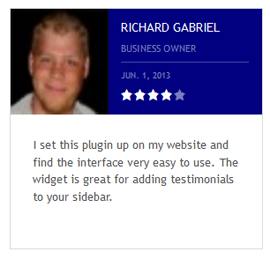 RICHARD GABRIEL
BUSINESS OWNER
JUN. 1, 2013
I set this plugin up on my website and
find the interface very easy to use. The
widget is great for adding testimonials
to your sidebar.